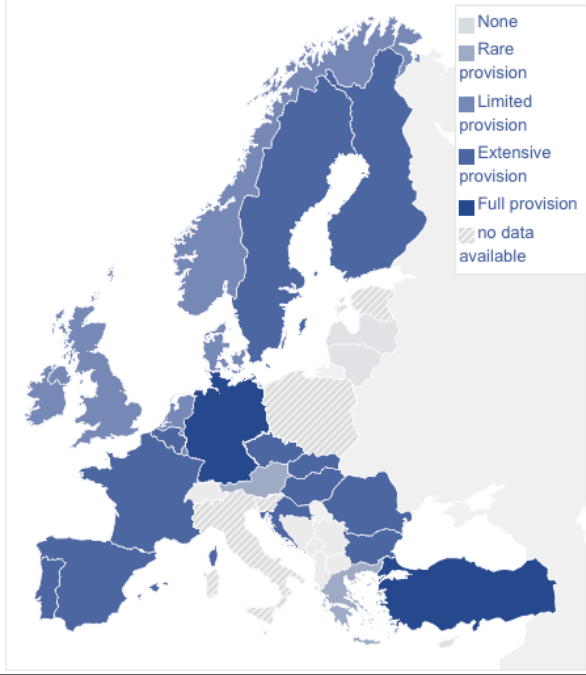 None
Rare
provision
Limited
provision
Extensive
provision
Full provision
no data
available